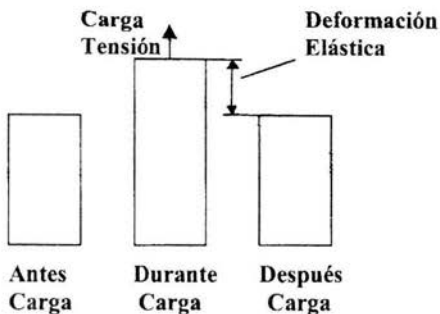 Carga
Tensión
Deformación
Elástica
Antes
Carga
Durante
Carga
Después
Carga